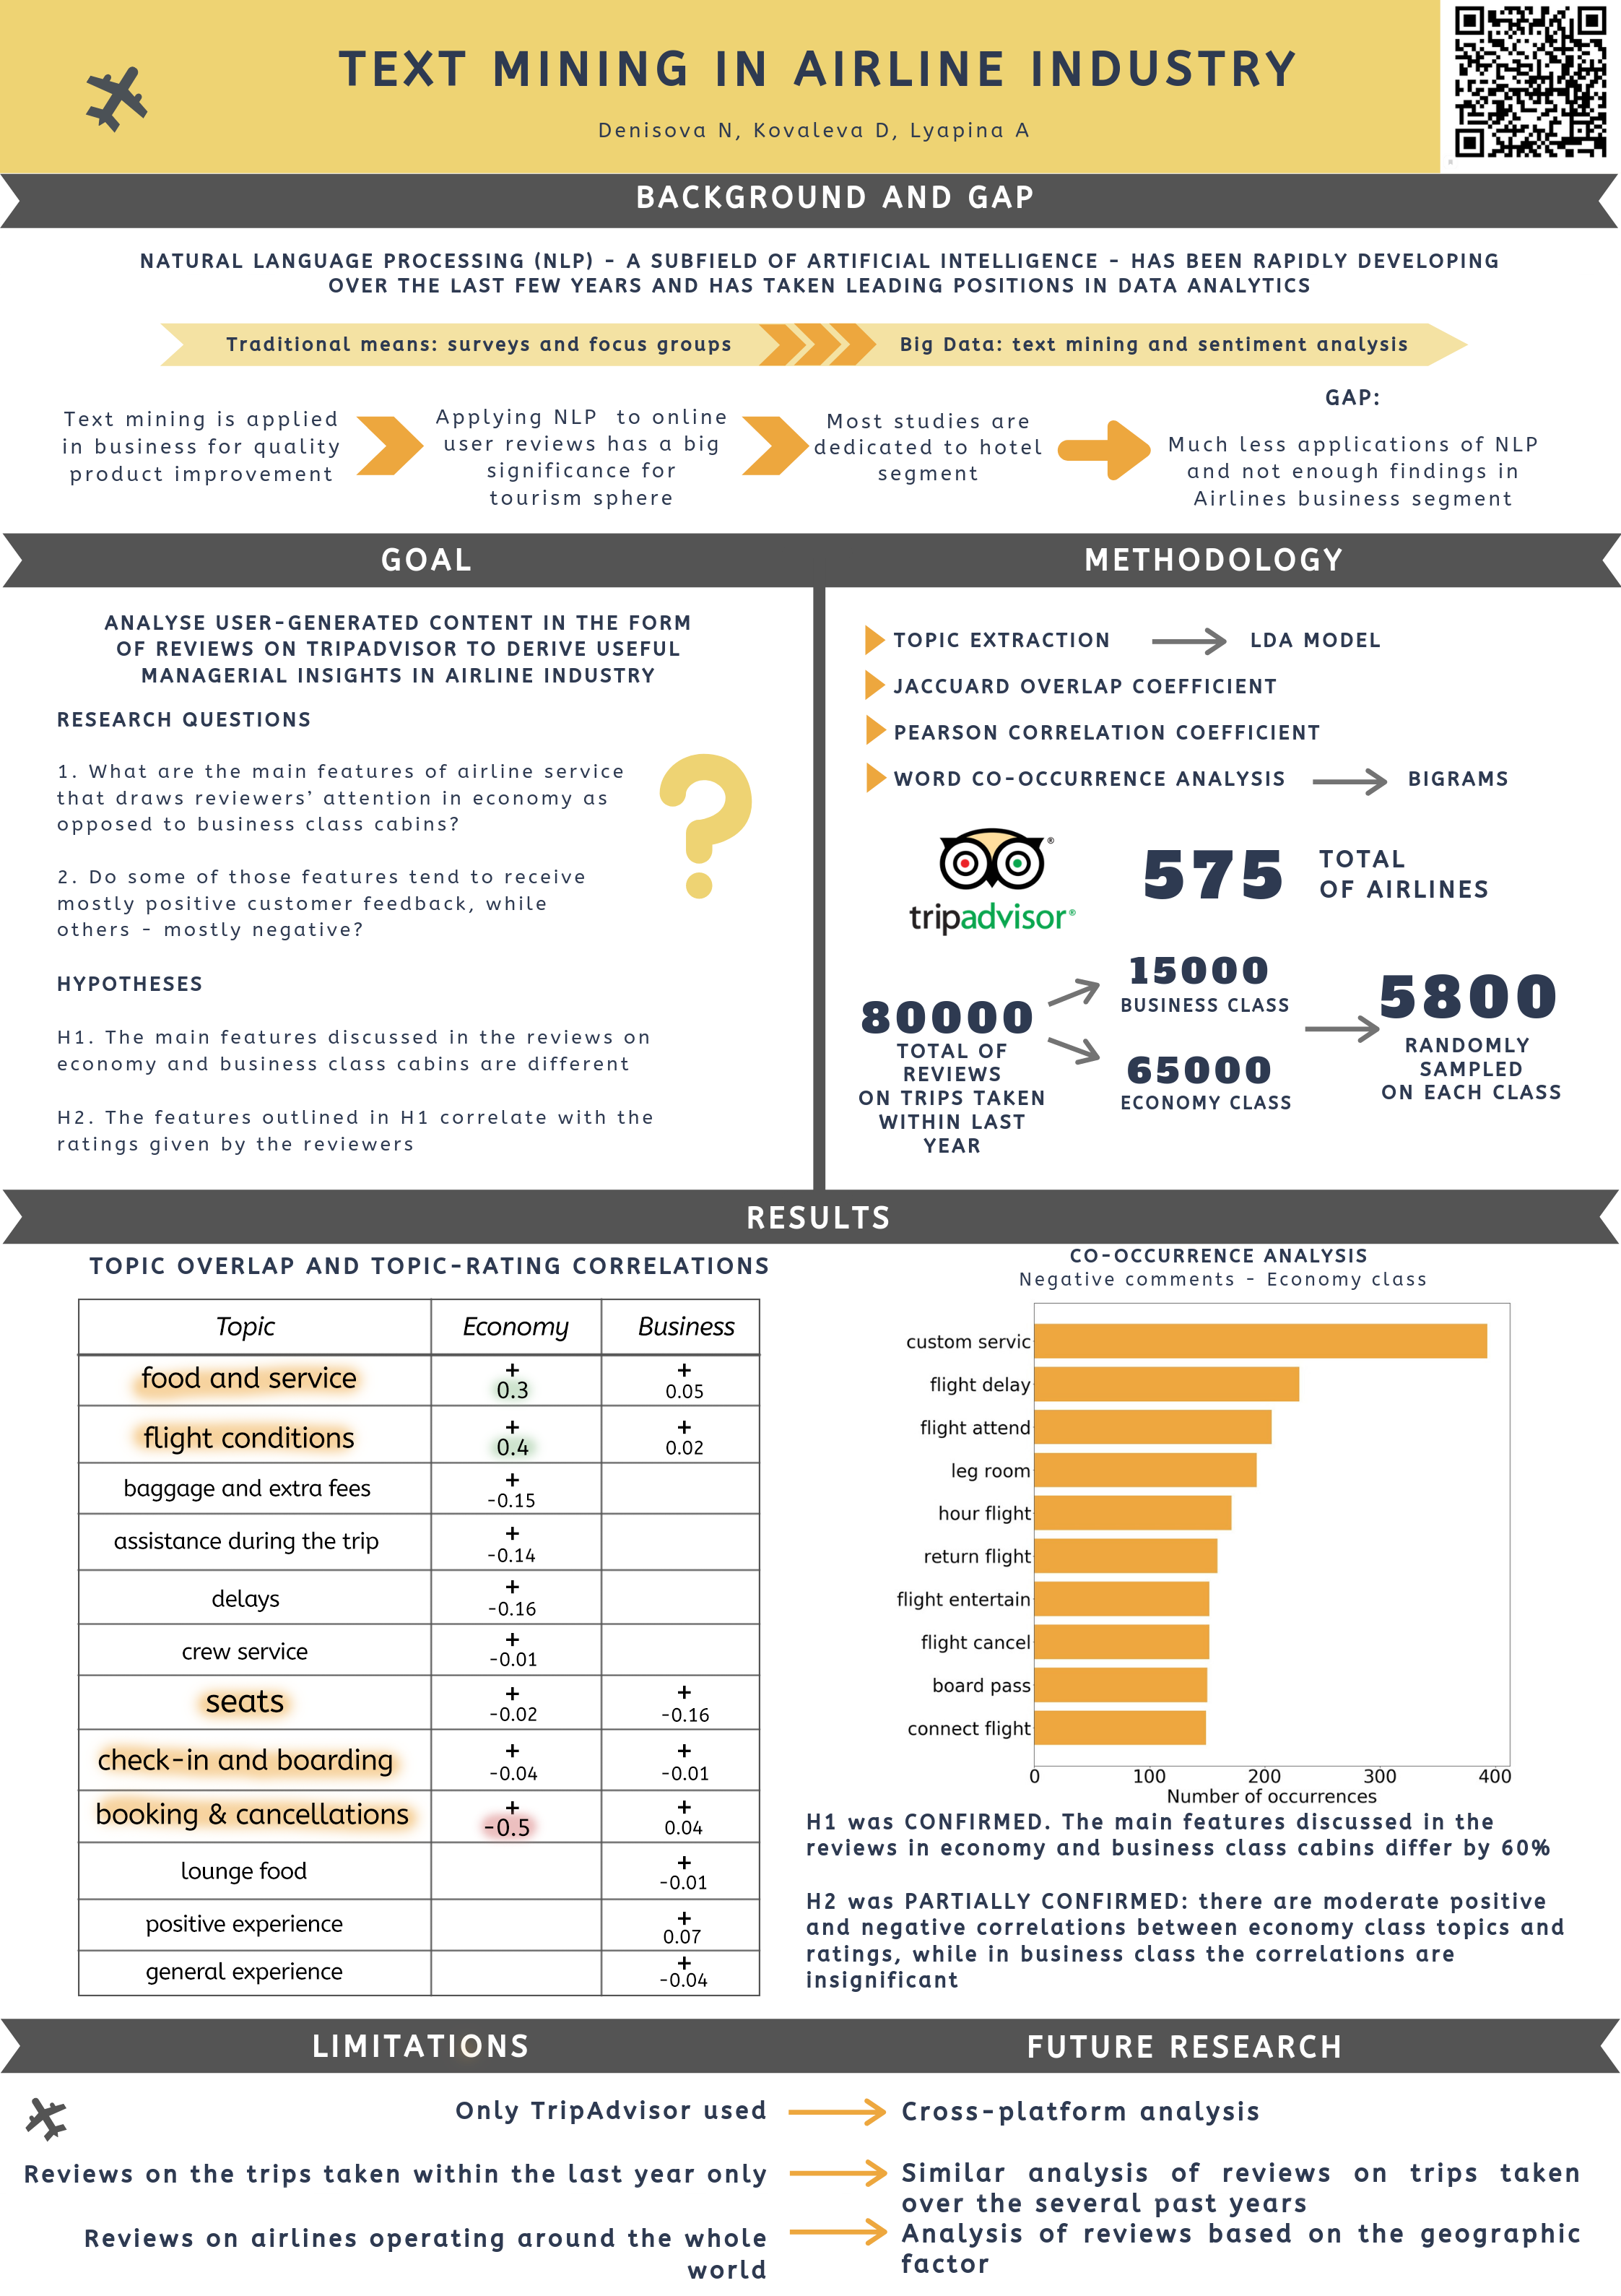 TEXT MINING IN AIRLINE INDUSTRY
Denisova N, Kovaleva D, Lyapina A
BACKGROUND AND GAP
NATURAL LANGUAGE PROCESSING (NLP) - A SUBFIELD OF ARTIFICIAL INTELLIGENCE - HAS BEEN RAPIDLY DEVELOPING
OVER THE LAST FEW YEARS AND HAS TAKEN LEADING POSITIONS IN DATA ANALYTICS
Traditional means: surveys and focus groups
Big Data: text mining and sentiment analysis
Text mining is applied
in business for quality
product improvement
Applying NLP to online
user reviews has a big
significance for
tourism sphere
Most studies are
dedicated to hotel
segment
GAP:
Much less applications of NLP
and not enough findings in
Airlines business segment
GOAL
ANALYSE USER-GENERATED CONTENT IN THE FORM
OF REVIEWS ON TRIPADVISOR TO DERIVE USEFUL
MANAGERIAL INSIGHTS IN AIRLINE INDUSTRY
RESEARCH QUESTIONS
1. What are the main features of airline service
that draws reviewers' attention in economy as
opposed to business class cabins?
2. Do some of those features tend to receive
mostly positive customer feedback, while
others - mostly negative?
?
HYPOTHESES
H1. The main features discussed in the reviews on
economy and business class cabins are different
H2. The features outlined in H1 correlate with the
ratings given by the reviewers
METHODOLOGY
TOPIC EXTRACTION
LDA MODEL
JACCUARD OVERLAP COEFFICIENT
PEARSON CORRELATION COEFFICIENT
WORD CO-OCCURRENCE ANALYSIS
BIGRAMS
tripadvisor®
575
TOTAL
OF AIRLINES
80000
TOTAL OF
REVIEWS
ON TRIPS TAKEN
WITHIN LAST
YEAR
15000
BUSINESS CLASS
65000
ECONOMY CLASS
5800
RANDOMLY
SAMPLED
ON EACH CLASS
RESULTS
TOPIC OVERLAP AND TOPIC-RATING CORRELATIONS
Topic Economy Business
food and service + 0.3 + 0.05
flight conditions + 0.4 + 0.02
baggage and extra fees + -0.15
assistance during the trip + -0.14
delays + -0.16
crew service + -0.01
seats + -0.02 + -0.16
check-in and boarding + -0.04 + -0.01
booking & cancellations + -0.5 + 0.04
lounge food + -0.01
positive experience + 0.07
general experience + -0.04
CO-OCCURRENCE ANALYSIS
Negative comments - Economy class
custom servic
flight delay
flight attend
leg room
hour flight
return flight
flight entertain
flight cancel
board pass
connect flight
0 100 200 300 400
Number of occurrences
H1 was CONFIRMED. The main features discussed in the
reviews in economy and business class cabins differ by 60%
H2 was PARTIALLY CONFIRMED: there are moderate positive
and negative correlations between economy class topics and
ratings, while in business class the correlations are
insignificant
LIMITATIONS
FUTURE RESEARCH
Only TripAdvisor used
Cross-platform analysis
Reviews on the trips taken within the last year only
Similar analysis of reviews on trips taken
over the several past years
Reviews on airlines operating around the whole
world
Analysis of reviews based on the geographic
factor